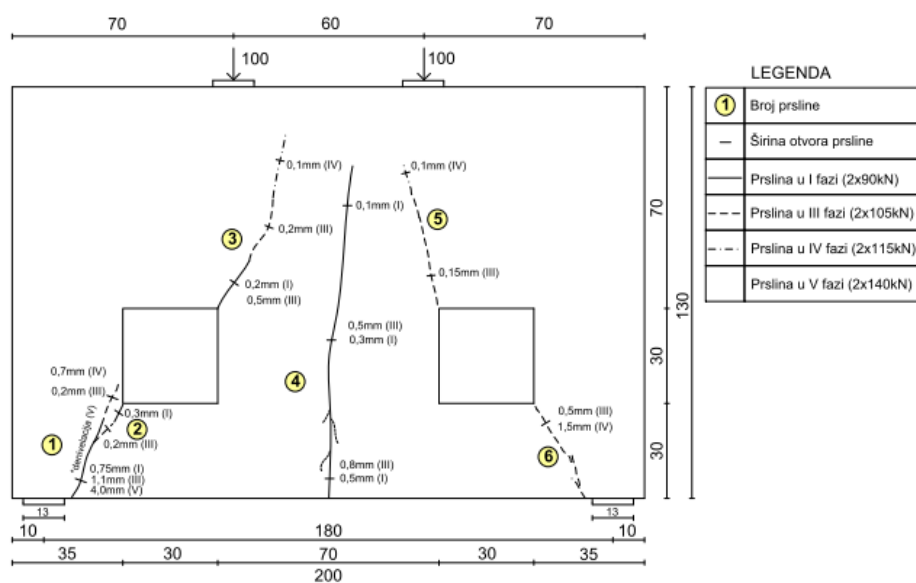 70
60
70
100
100
0,1mm (IV)
0,1mm (IV)
0,1mm (I)
5
3
0,2mm (III)
0,2mm (I)
0,5mm (III)
0,15mm (III)
0,5mm (III)
0,3mm (I)
0,7mm (IV)
0,2mm (III)
4
0,3mm (I)
2
0,2mm (III)
1
"denivelacija (V)
0,5mm (III)
1,5mm (IV)
6
0,75mm (I)
1,1mm (III)
4,0mm (V)
0,8mm (III)
0,5mm (I)
13
13
10
180
10
35
30
70
30
35
200
70
30
30
130
LEGENDA
1 Broj prsline
Širina otvora prsline
Prslina u I fazi (2x90kN)
Prslina u III fazi (2x105kN)
Prslina u IV fazi (2x115kN)
Prslina u V fazi (2x140kN)